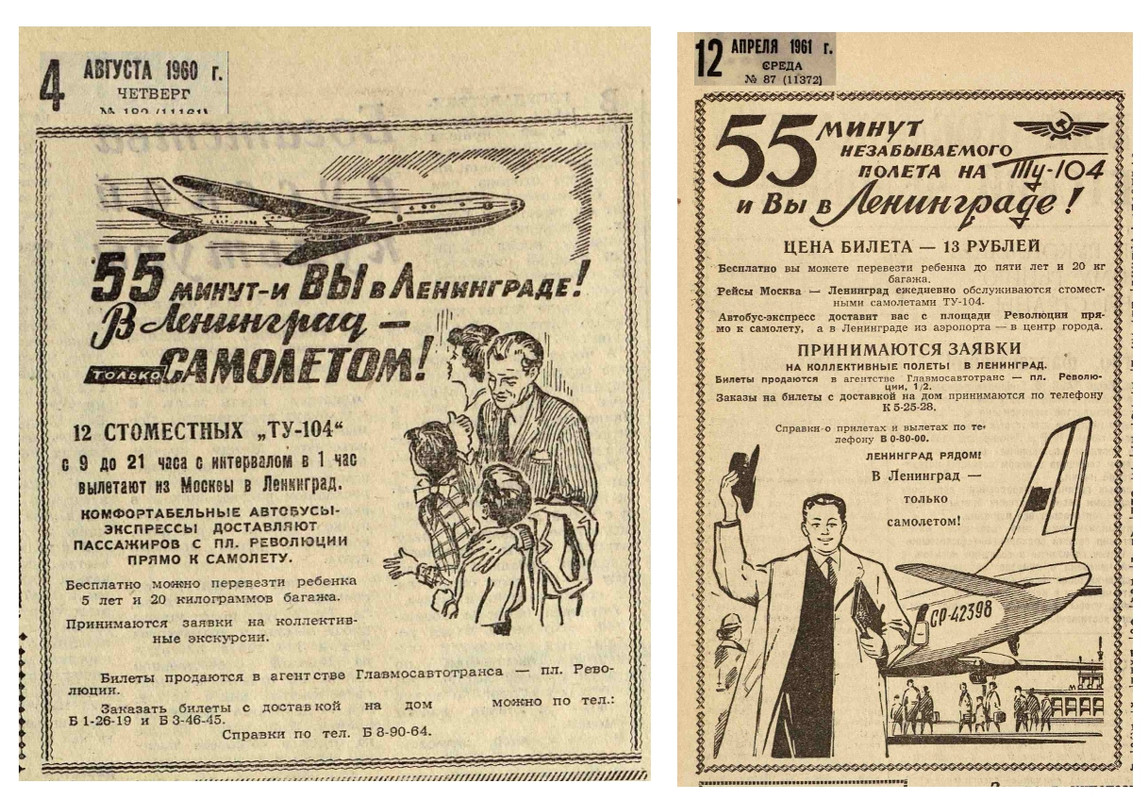 4 АВГУСТА 1960 г.
ЧЕТВЕРГ
55 МИНУТ-И ВЫ В ЛЕНИНГРАДЕ!
В Ленинград —
ТОЛЬКО САМОЛЕТОМ!
12 СТОМЕСТНЫХ „ТУ-104“
с 9 до 21 часа с интервалом в 1 час
вылетают из Москвы в Ленинград.
КОМФОРТАБЕЛЬНЫЕ АВТОБУСЫ-
ЭКСПРЕССЫ ДОСТАВЛЯЮТ
ПАССАЖИРОВ С ПЛ. РЕВОЛЮЦИИ
ПРЯМО К САМОЛЕТУ.
Бесплатно можно перевезти ребенка
5 лет и 20 килограммов багажа.
Принимаются заявки на коллектив-
ные экскурсии.
Билеты продаются в агентстве Главмосавтотранса — пл. Рево-
люции.
Заказать билеты с доставкой на дом можно по тел.:
Б 1-26-19 и Б 3-46-45.
Справки по тел. Б 8-90-64.
12 АПРЕЛЯ 1961 г.
СРЕДА
№ 87 (11372)
55 МИНУТ
НЕЗАБЫВАЕМОГО
ПОЛЕТА НА Ту-104
и Вы в Ленинграде!
ЦЕНА БИЛЕТА — 13 РУБЛЕЙ
Бесплатно вы можете перевезти ребенка до пяти лет и 20 кг
багажа.
Рейсы Москва — Ленинград ежедневно обслуживаются стомест-
ными самолетами ТУ-104.
Автобус-экспресс доставит вас с площади Революции пря-
мо к самолету, а в Ленинграде из аэропорта — в центр города.
ПРИНИМАЮТСЯ ЗАЯВКИ
НА КОЛЛЕКТИВНЫЕ ПОЛЕТЫ В ЛЕНИНГРАД.
Билеты продаются в агентстве Главмосавтотранс — пл. Револю-
ции, 1/2.
Заказы на билеты с доставкой на дом принимаются по телефону
К 5-25-28.
Справки о прилетах и вылетах по те-
лефону В 0-80-00.
ЛЕНИНГРАД РЯДОМ!
В Ленинград —
только
самолетом!
СР-42398